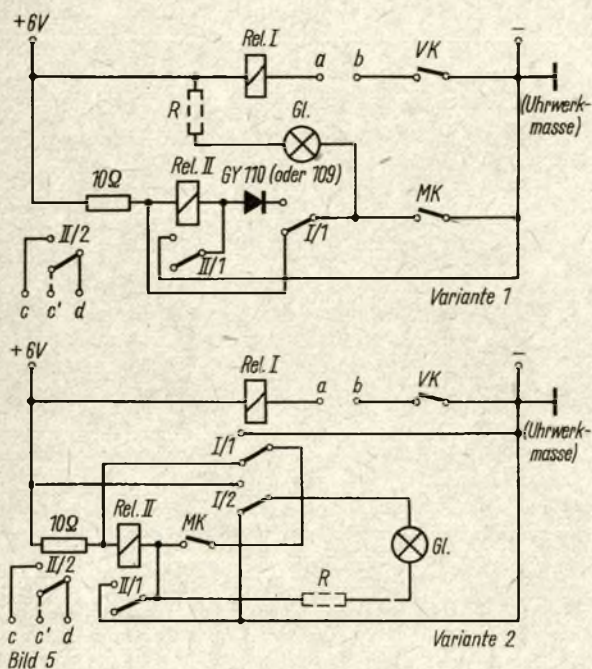 +6V
Rel. I
a
b
VK
–
(Uhrwerk-
masse)
R
Gl.
10Ω
Rel. II
GY 110 (oder 109)
MK
I/1
II/2
II/1
c c' d
Variante 1
+6V
Rel. I
a
b
VK
–
(Uhrwerk-
masse)
I/1
I/2
10Ω
Rel. II
MK
Gl.
II/2
II/1
R
c c' d
Variante 2
Bild 5